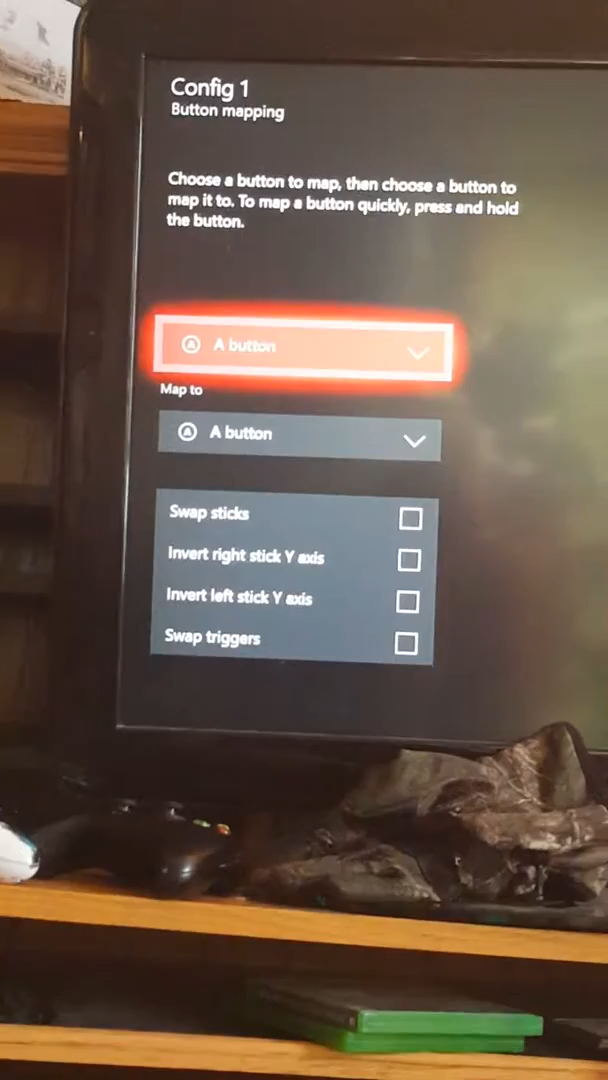 Config 1
Button mapping
Choose a button to map, then choose a button to
map it to. To map a button quickly, press and hold
the button.
A A button
Map to
A A button
Swap sticks
Invert right stick Y axis
Invert left stick Y axis
Swap triggers